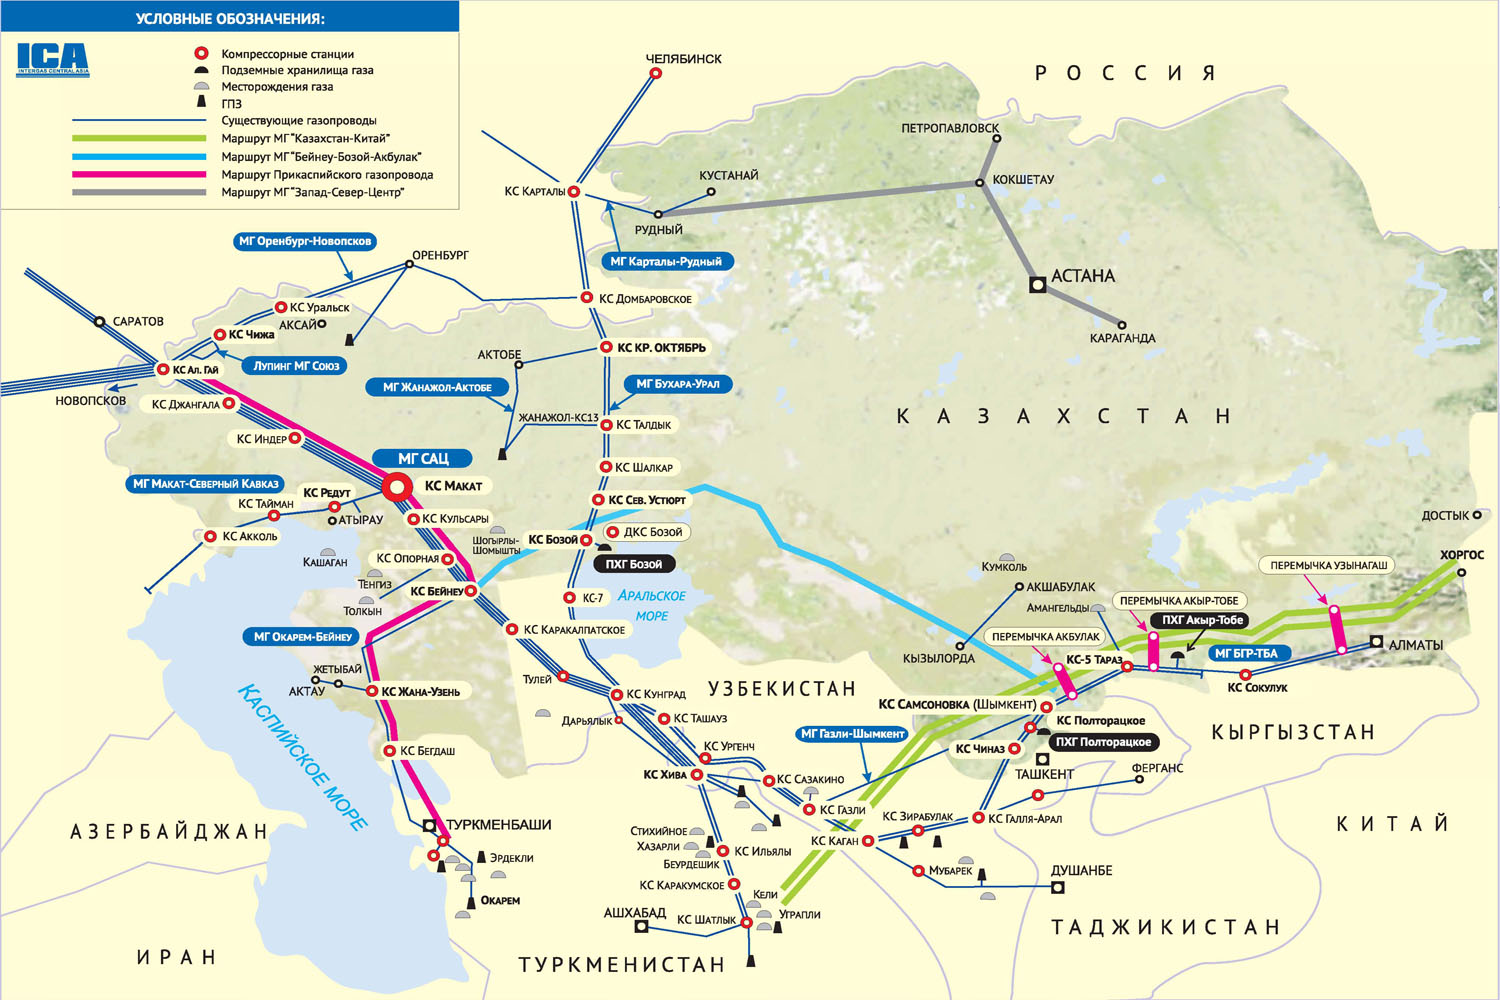 УСЛОВНЫЕ ОБОЗНАЧЕНИЯ:
ICA
INTERGAS CENTRAL ASIA
Компрессорные станции
Подземные хранилища газа
Месторождения газа
ГПЗ
Существующие газопроводы
Маршрут МГ "Казахстан-Китай"
Маршрут МГ "Бейнеу-Бозой-Акбулак"
Маршрут Прикаспийского газопровода
Маршрут МГ "Запад-Север-Центр"
ЧЕЛЯБИНСК
РОССИЯ
ПЕТРОПАВЛОВСК
КУСТАНАЙ
КОКШЕТАУ
КС КАРТАЛЫ
РУДНЫЙ
МГ Оренбург-Новопсков
ОРЕНБУРГ
МГ Карталы-Рудный
АСТАНА
КС ДОМБАРОВСКОЕ
КС Уральск
АКСАЙ
САРАТОВ
КС Чижа
КАРАГАНДА
КС КР. ОКТЯБРЬ
АКТОБЕ
КС Ал. Гай
Лупинг МГ Союз
МГ Жанажол-Актобе
МГ Бухара-Урал
НОВОПСКОВ
КС Джангала
ЖАНАЖОЛ-КС13
КС ТАЛДЫК
КАЗАХСТАН
КС Индер
МГ САЦ
КС ШАЛКАР
МГ Макат-Северный Кавказ
КС Редут
КС МАКАТ
КС Тайман
АТЫРАУ
КС Сев. Устюрт
КС Кульсары
ДОСТЫК
КС Акколь
Шогырлы-
Шомышты
КС Бозой
ДКС Бозой
Кашаган
КС Опорная
ПХГ Бозой
Кумколь
ХОРГОС
ПЕРЕМЫЧКА УЗЫНАГАШ
Тенгиз
КС Бейнеу
Толкын
КС-7
АРАЛЬСКОЕ
МОРЕ
АКШАБУЛАК
Амангельды
ПЕРЕМЫЧКА АКЫР-ТОБЕ
ПХГ Акыр-Тобе
МГ Окарем-Бейнеу
КС Каракалпатское
ПЕРЕМЫЧКА АКБУЛАК
АЛМАТЫ
КЫЗЫЛОРДА
КС-5 ТАРАЗ
МГ БГР-ТБА
ЖЕТЫБАЙ
АКТАУ
КС Жана-Узень
Тулей
КС Кунград
УЗБЕКИСТАН
КС Сокулук
КС Самсоновка (Шымкент)
Дарьялык
КС Ташауз
КС Полторацкое
КЫРГЫЗСТАН
МГ Газли-Шымкент
ПХГ Полторацкое
КС Бегдаш
КС Ургенч
КС Чиназ
КАСПИЙСКОЕ МОРЕ
КС Хива
КС Сазакино
ТАШКЕНТ
ФЕРГАНС
ТУРКМЕНБАШИ
КС Газли
КС Зирабулак
КС Галля-Арал
КИТАЙ
АЗЕРБАЙДЖАН
Стихийное
Хазарли
КС Каган
Эрдекли
Беурдешик
КС Ильялы
Мубарек
ДУШАНБЕ
КС Каракумское
Кели
Окарем
АШХАБАД
КС Шатлык
Уграпли
ТАДЖИКИСТАН
ИРАН
ТУРКМЕНИСТАН